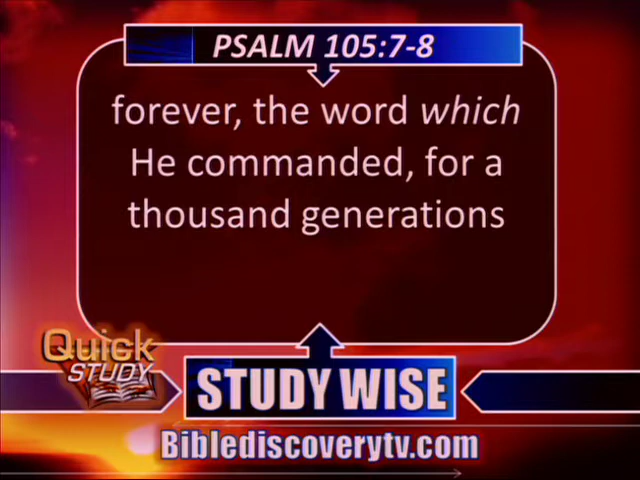 PSALM 105:7-8
forever, the word which
He commanded, for a
thousand generations
Quick
STUDY
STUDY WISE
Biblediscoverytv.com